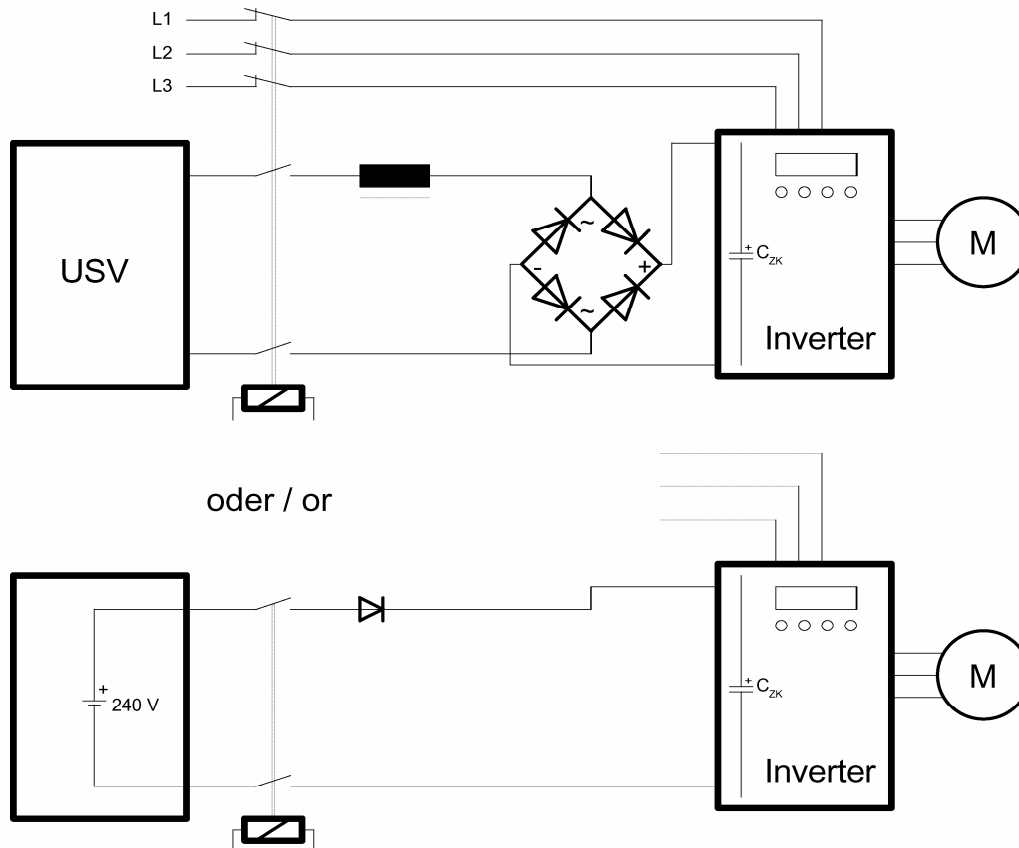 L1
L2
L3
USV
~
-
+
~
+ C_ZK
Inverter
M
oder / or
+
240 V
+ C_ZK
Inverter
M